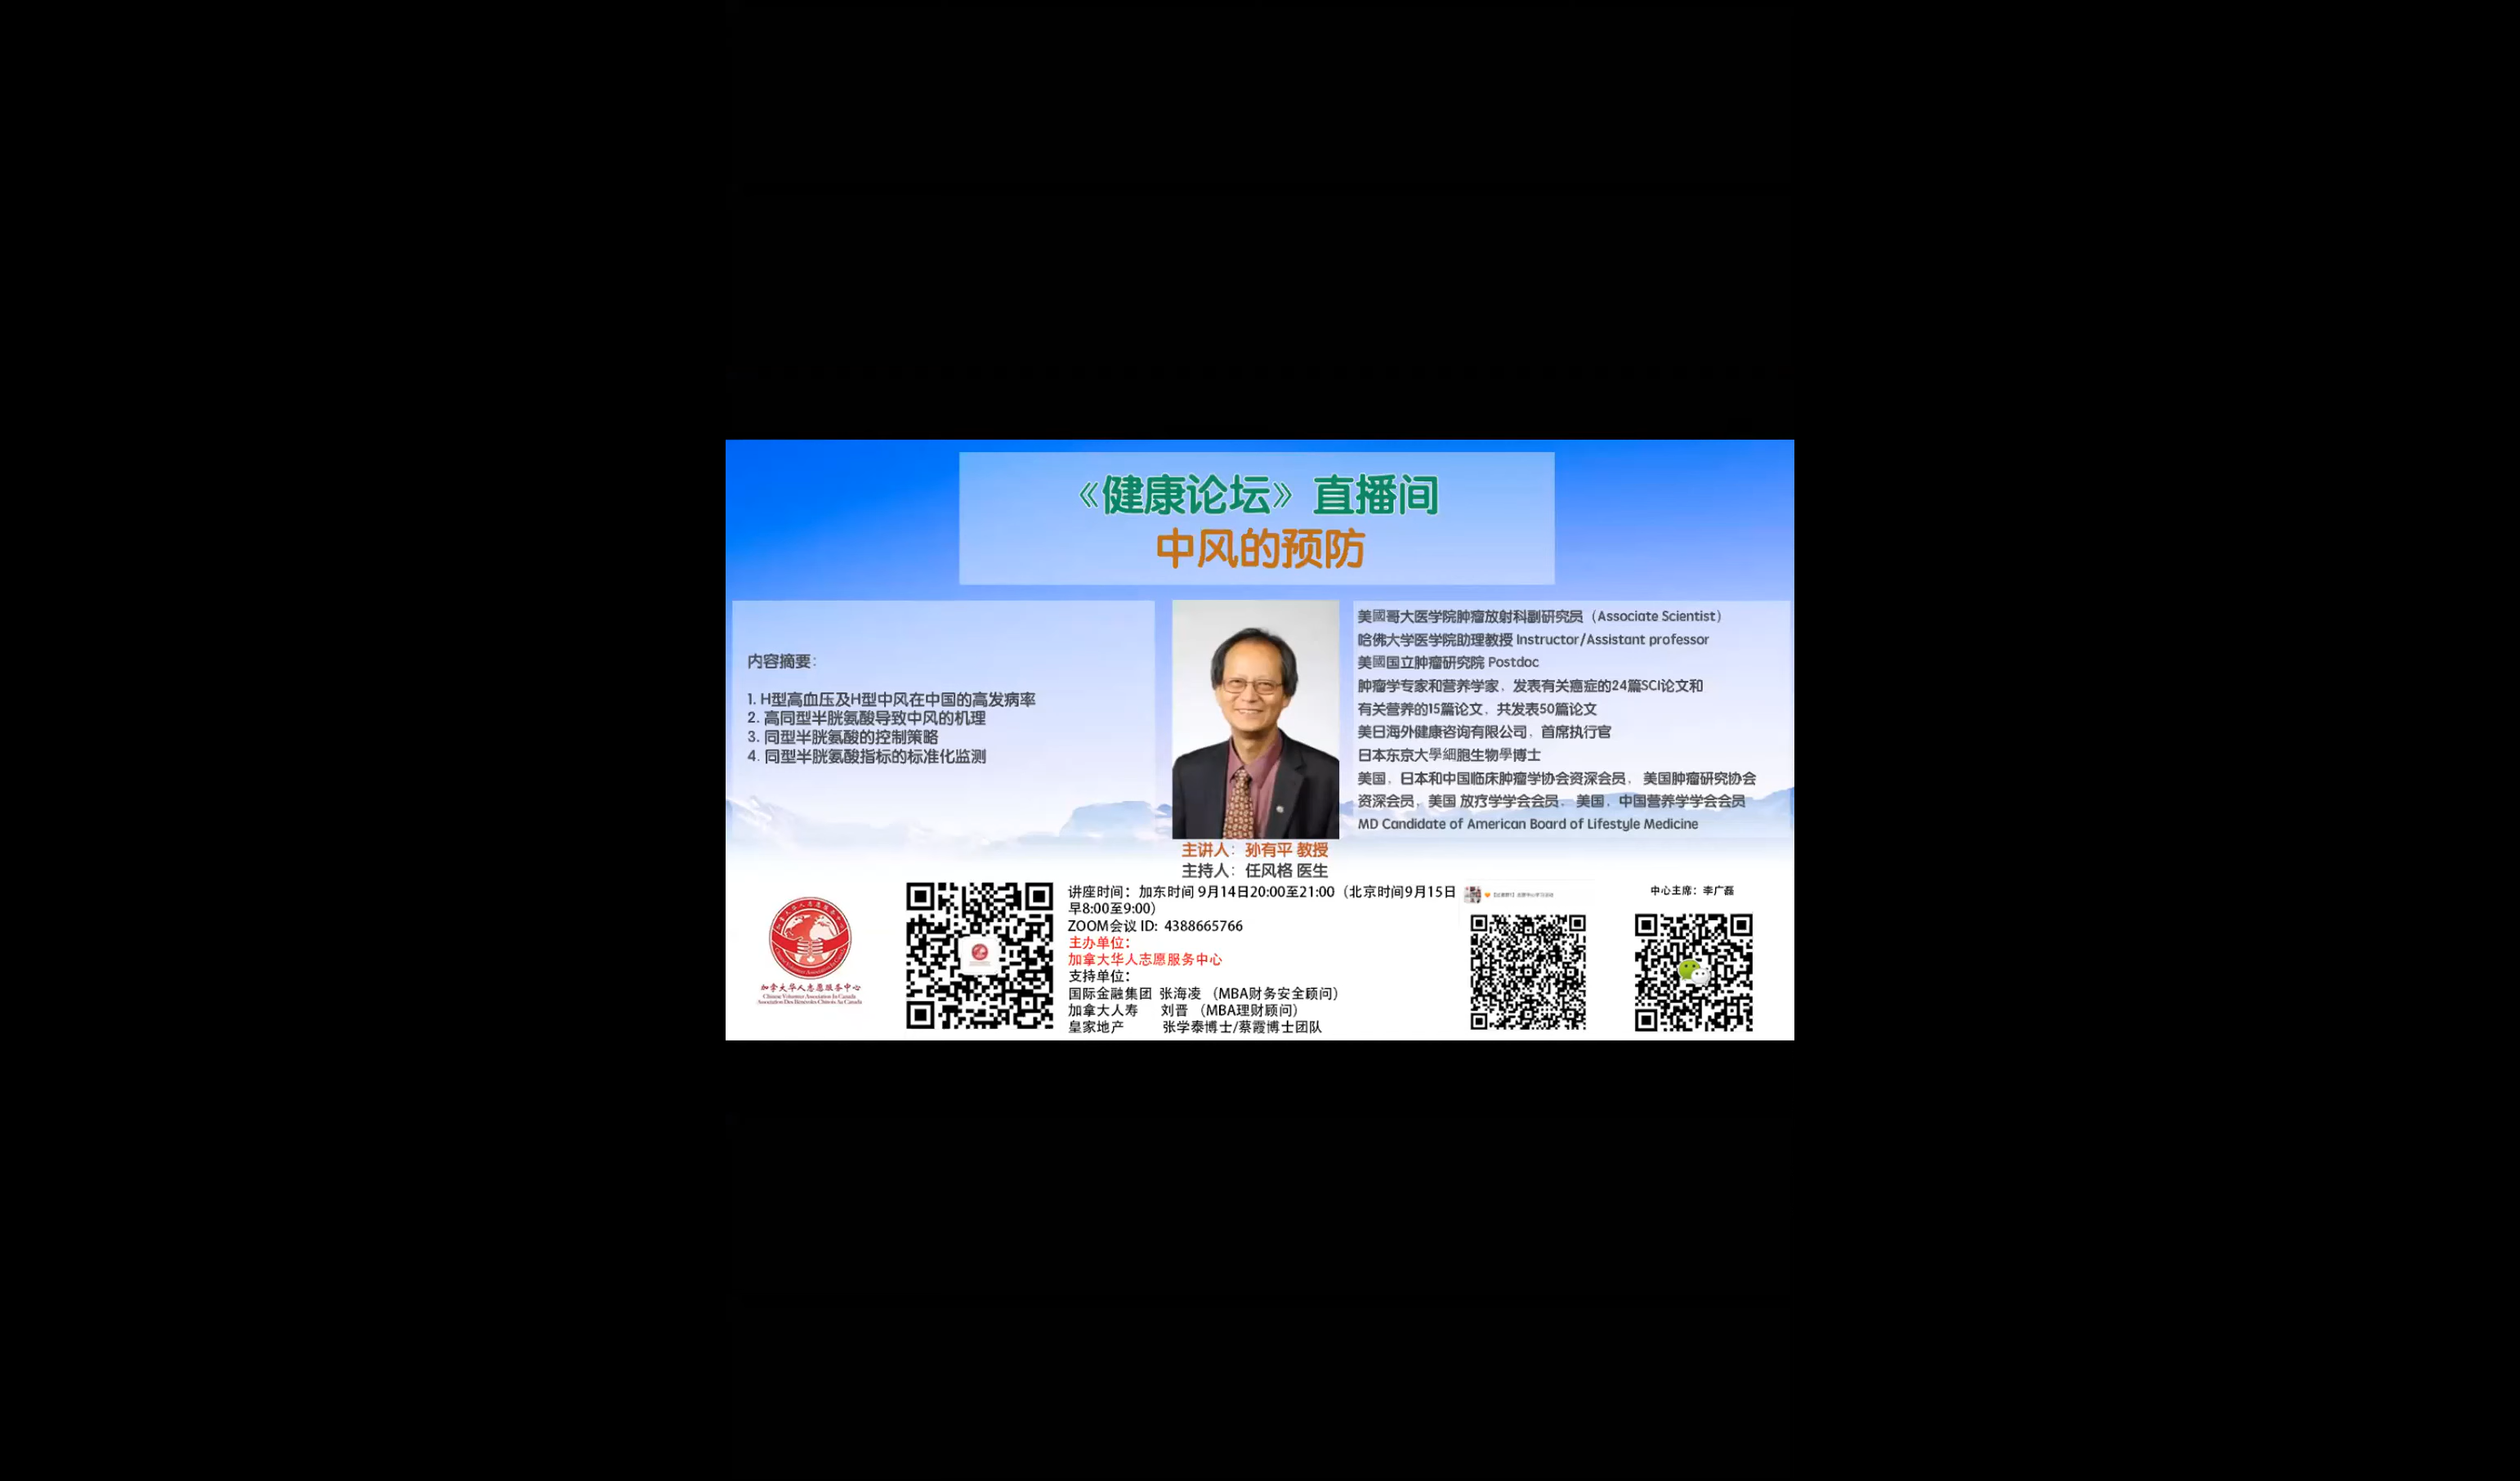 《健康论坛》直播间
中风的预防
内容摘要：
1. H型高血压及H型中风在中国的高发病率
2. 高同型半胱氨酸导致中风的机理
3. 同型半胱氨酸的控制策略
4. 同型半胱氨酸指标的标准化监测
美國哥大医学院肿瘤放射科副研究员（Associate Scientist）
哈佛大学医学院助理教授 Instructor/Assistant professor
美國国立肿瘤研究院 Postdoc
肿瘤学专家和营养学家，发表有关癌症的24篇SCI论文和
有关营养的15篇论文，共发表50篇论文
美日海外健康咨询有限公司，首席执行官
日本东京大學細胞生物學博士
美国，日本和中国临床肿瘤学协会资深会员， 美国肿瘤研究协会
资深会员，美国 放疗学学会会员，美国，中国营养学学会会员
MD Candidate of American Board of Lifestyle Medicine
主讲人：孙有平 教授
主持人：任风格 医生
加拿大华人志愿服务中心
Chinese Volunteer Association In Canada
Association Des Bénévoles Chinois Au Canada
讲座时间：加东时间 9月14日20:00至21:00（北京时间9月15日
早8:00至9:00）
ZOOM会议 ID: 4388665766
主办单位：
加拿大华人志愿服务中心
支持单位：
国际金融集团 张海凌 （MBA财务安全顾问）
加拿大人寿 刘晋 （MBA理财顾问）
皇家地产 张学泰博士/蔡霞博士团队
中心主席：李广磊